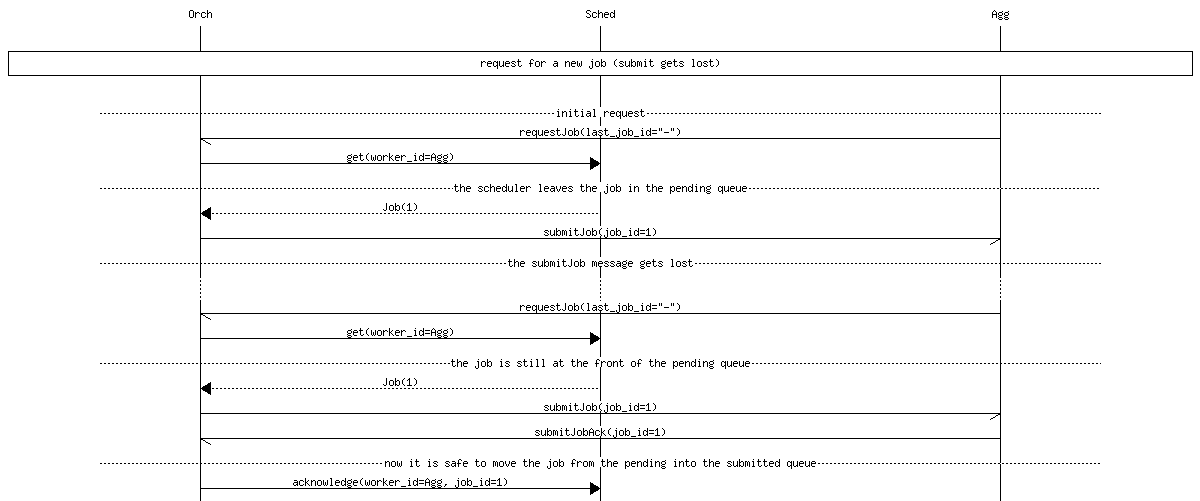 Orch Sched Agg
request for a new job (submit gets lost)
initial request
requestJob(last_job_id="-")
get(worker_id=Agg)
the scheduler leaves the job in the pending queue
Job(1)
submitJob(job_id=1)
the submitJob message gets lost
requestJob(last_job_id="-")
get(worker_id=Agg)
the job is still at the front of the pending queue
Job(1)
submitJob(job_id=1)
submitJobAck(job_id=1)
now it is safe to move the job from the pending into the submitted queue
acknowledge(worker_id=Agg, job_id=1)